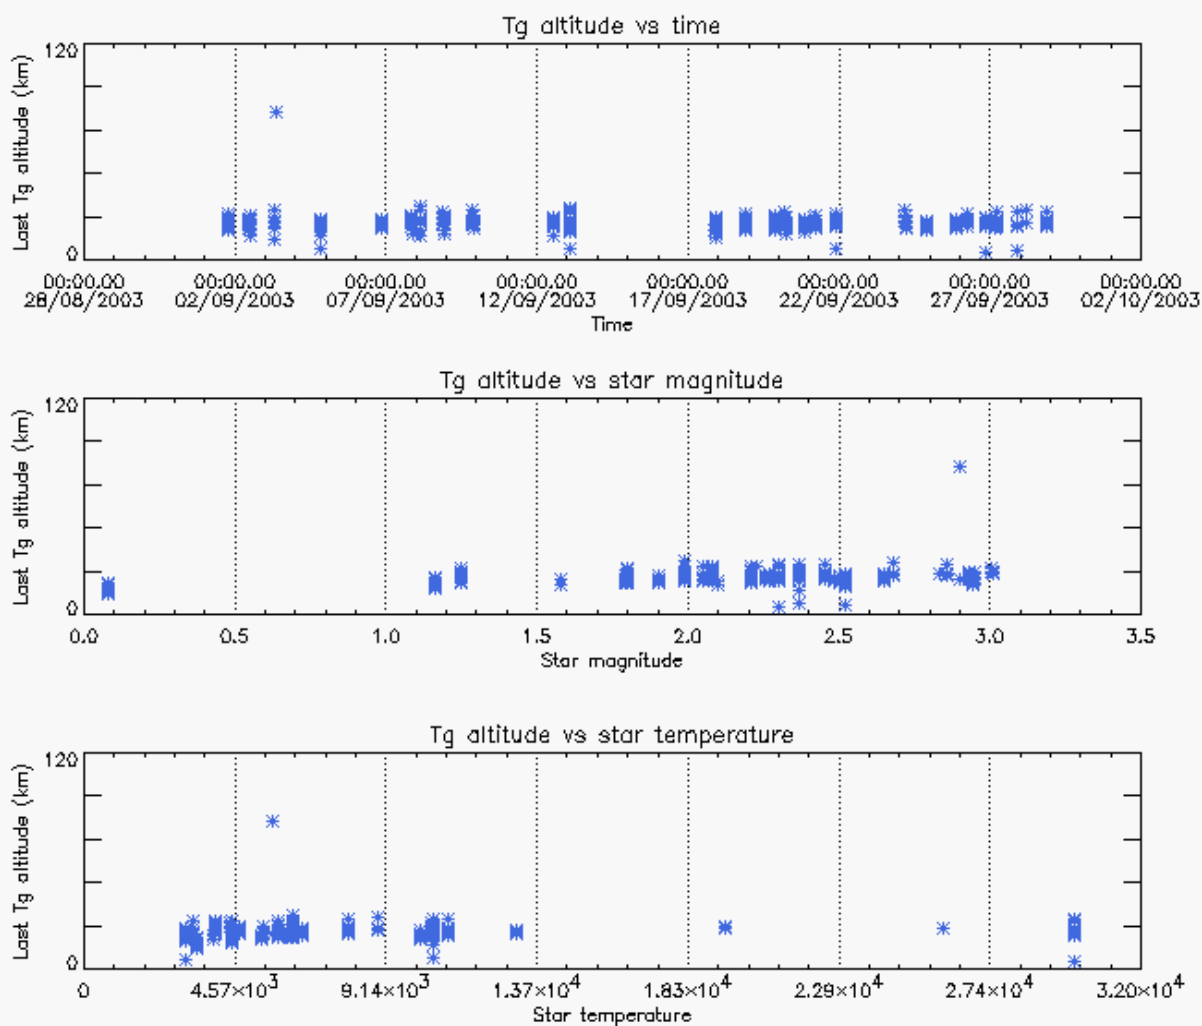 Tg altitude vs time
Last Tg altitude (km)
120
0
00:00.00 00:00.00 00:00.00 00:00.00 00:00.00 00:00.00 00:00.00 00:00.00
28/08/2003 02/09/2003 07/09/2003 12/09/2003 17/09/2003 22/09/2003 27/09/2003 02/10/2003
Time
Tg altitude vs star magnitude
Last Tg altitude (km)
120
0
0.0 0.5 1.0 1.5 2.0 2.5 3.0 3.5
Star magnitude
Tg altitude vs star temperature
Last Tg altitude (km)
120
0
0 4.57×10³ 9.14×10³ 1.37×10⁴ 1.83×10⁴ 2.29×10⁴ 2.74×10⁴ 3.20×10⁴
Star temperature